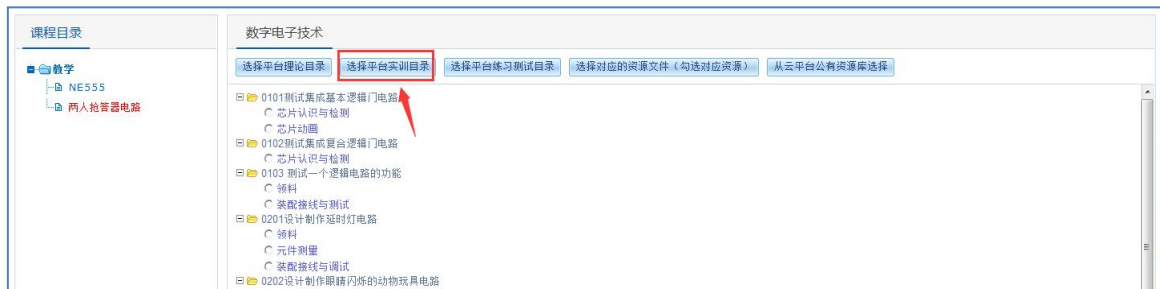 课程目录
教学
NE555
两人抢答器电路
数字电子技术
选择平台理论目录 选择平台实训目录 选择平台练习测试目录 选择对应的资源文件（勾选对应资源） 从云平台公有资源库选择
0101测试集成基本逻辑门电路
芯片认识与检测
芯片动画
0102测试集成复合逻辑门电路
芯片认识与检测
0103 测试一个逻辑电路的功能
领料
装配接线与测试
0201设计制作延时灯电路
领料
元件测量
装配接线与调试
0202设计制作眼睛闪烁的动物玩具电路